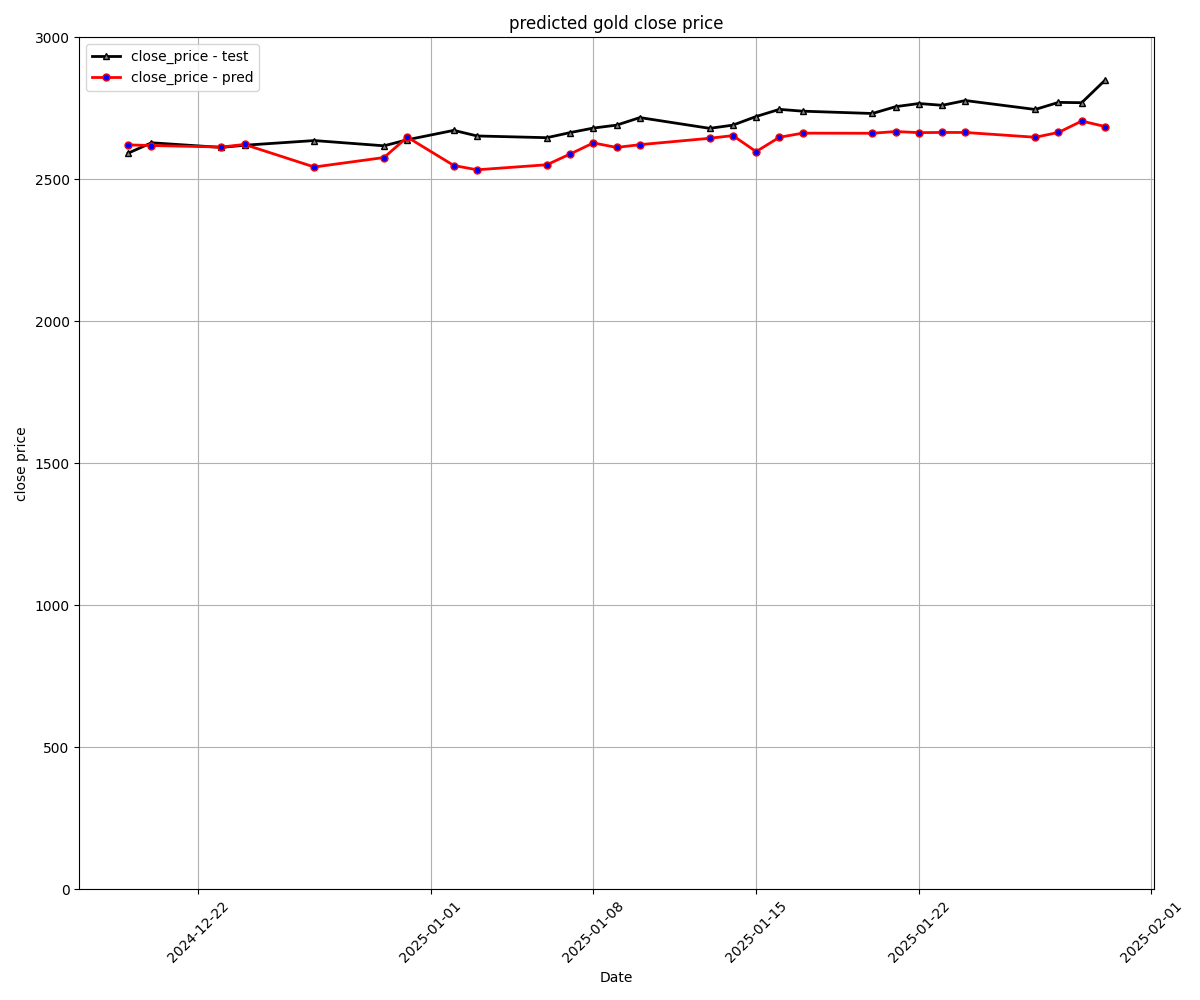 predicted gold close price
close_price - test
close_price - pred
3000
2500
2000
1500
1000
500
0
close price
2024-12-22
2025-01-01
2025-01-08
2025-01-15
2025-01-22
2025-02-01
Date